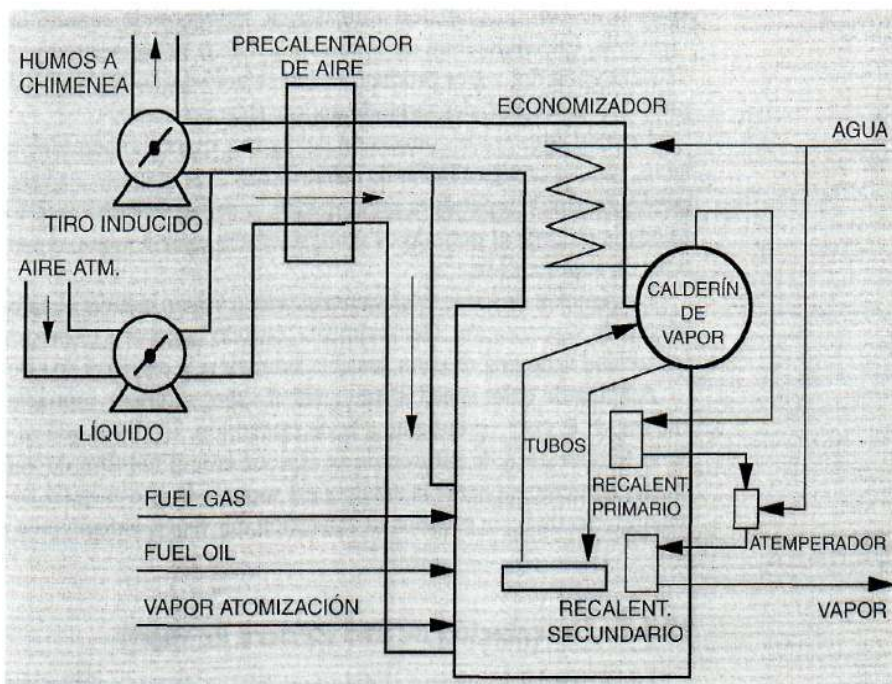 HUMOS A
CHIMENEA
PRECALENTADOR
DE AIRE
ECONOMIZADOR
AGUA
TIRO INDUCIDO
AIRE ATM.
CALDERÍN
DE
VAPOR
LÍQUIDO
TUBOS
RECALENT.
PRIMARIO
FUEL GAS
ATEMPERADOR
FUEL OIL
VAPOR
VAPOR ATOMIZACIÓN
RECALENT.
SECUNDARIO